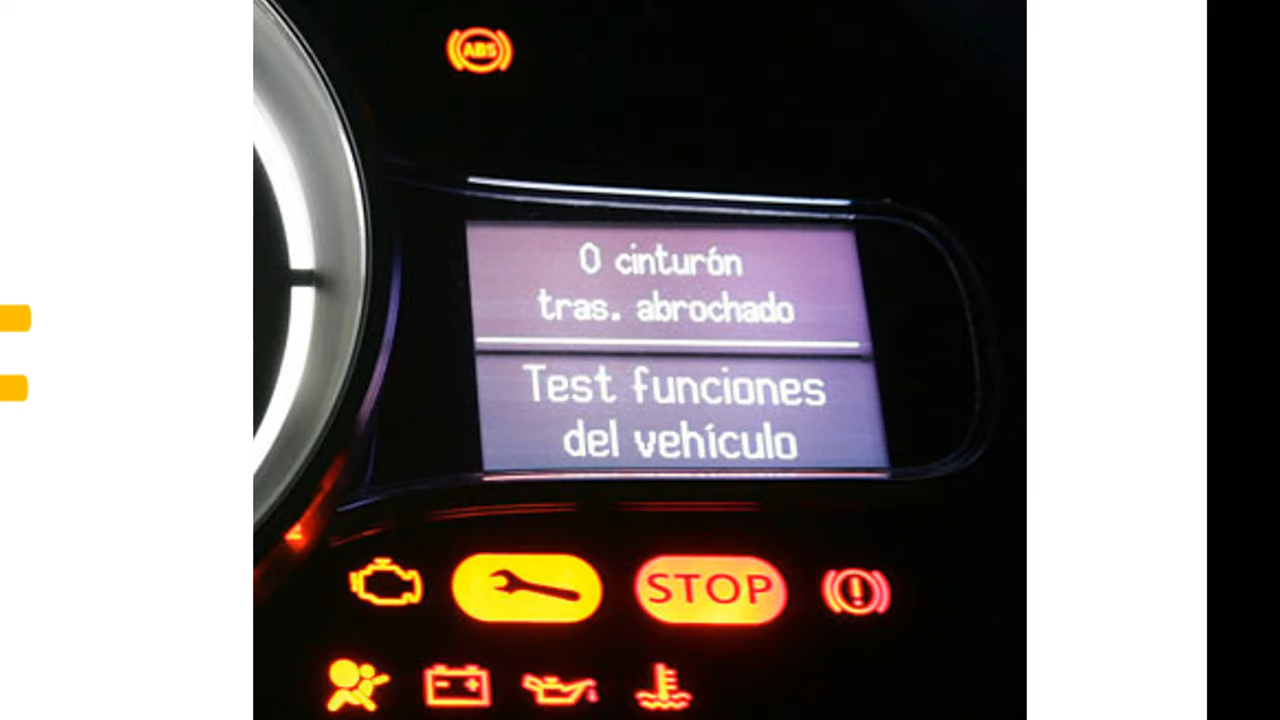 ABS
0 cinturón
tras. abrochado
Test funciones
del vehículo
STOP